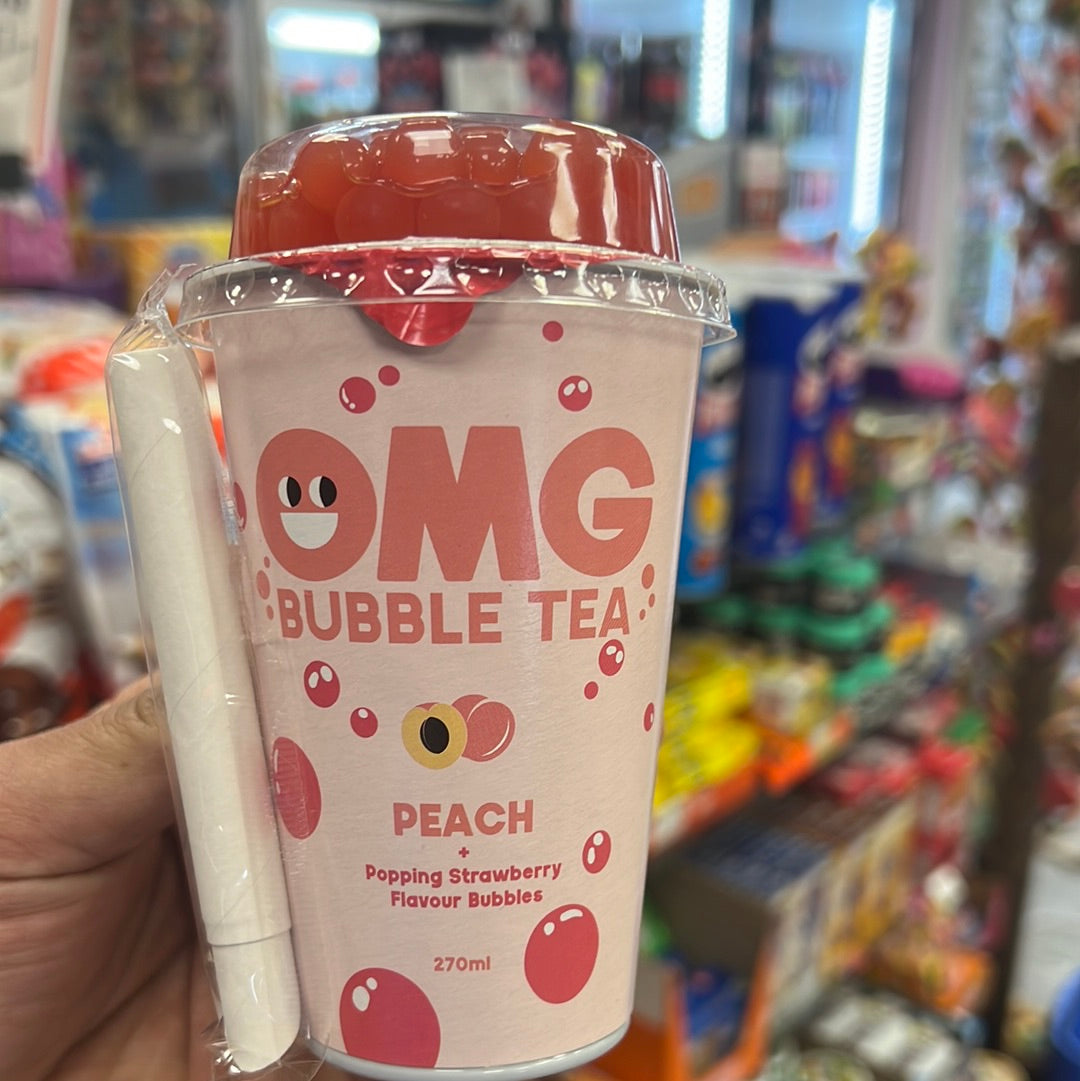 OMG
BUBBLE TEA
PEACH
+
Popping Strawberry
Flavour Bubbles
270ml